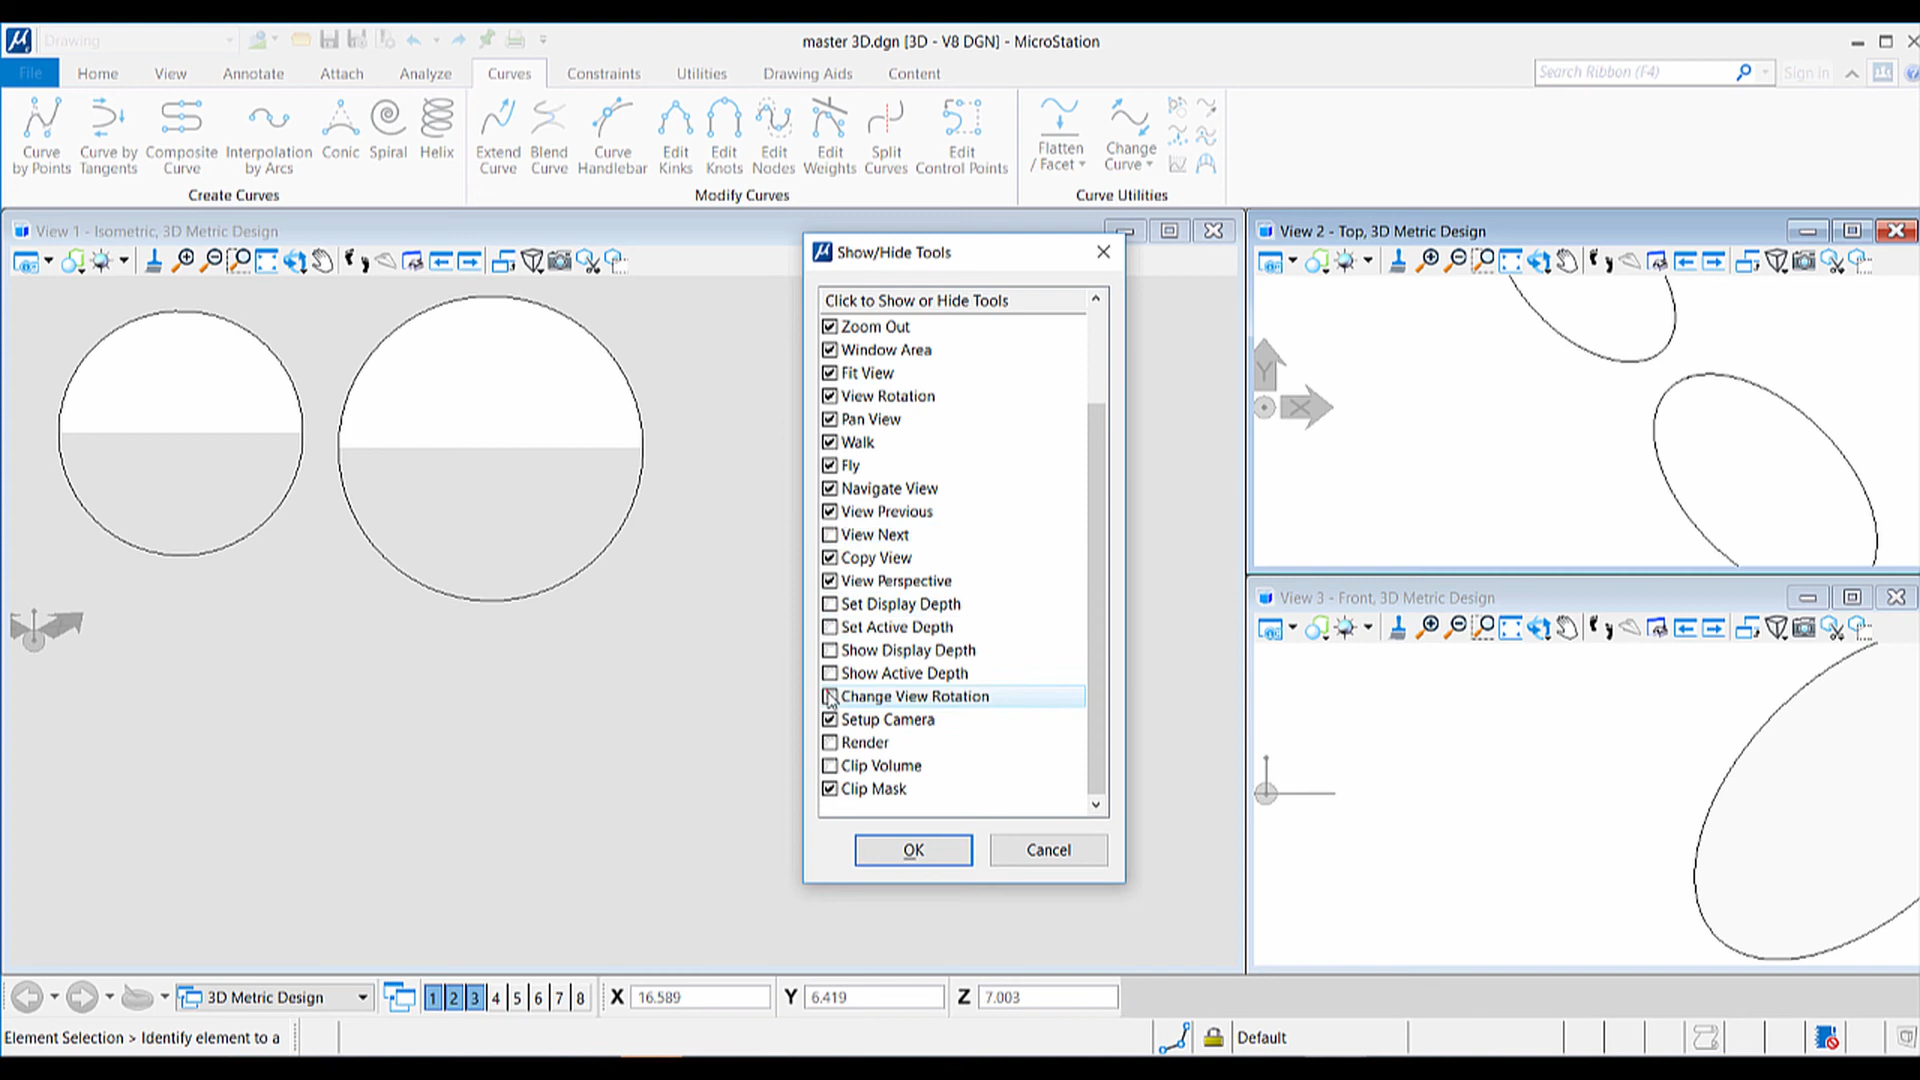 Drawing
master 3D.dgn [3D - V8 DGN] - MicroStation
File Home View Annotate Attach Analyze Curves Constraints Utilities Drawing Aids Content
Search Ribbon (F4)
Sign In
Curve by Points
Curve by Tangents
Composite Curve
Interpolation by Arcs
Conic
Spiral
Helix
Create Curves
Extend Curve
Blend Curve
Curve Handlebar
Edit Kinks
Edit Knots
Edit Nodes
Edit Weights
Split Curves
Edit Control Points
Modify Curves
Flatten / Facet
Change Curve
Curve Utilities
View 1 - Isometric, 3D Metric Design
View 2 - Top, 3D Metric Design
Y
X
View 3 - Front, 3D Metric Design
Show/Hide Tools
Click to Show or Hide Tools
Zoom Out
Window Area
Fit View
View Rotation
Pan View
Walk
Fly
Navigate View
View Previous
View Next
Copy View
View Perspective
Set Display Depth
Set Active Depth
Show Display Depth
Show Active Depth
Change View Rotation
Setup Camera
Render
Clip Volume
Clip Mask
OK
Cancel
3D Metric Design
1 2 3 4 5 6 7 8
X 16.589
Y 6.419
Z 7.003
Element Selection > Identify element to a
Default